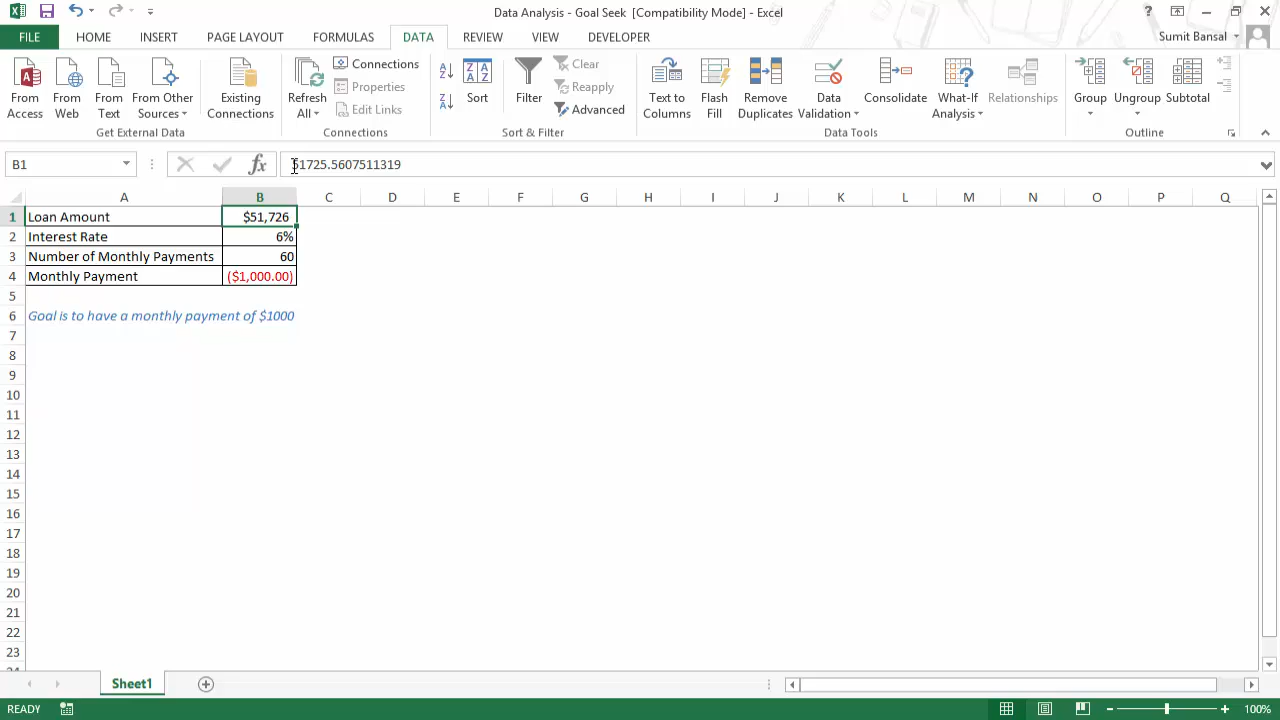 Data Analysis - Goal Seek  [Compatibility Mode] - Excel
?
FILE HOME INSERT PAGE LAYOUT FORMULAS DATA REVIEW VIEW DEVELOPER Sumit Bansal
From Access
From Web
From Text
From Other Sources
Get External Data
Existing Connections
Refresh All
Connections
Properties
Edit Links
Connections
Sort
Filter
Clear
Reapply
Advanced
Sort & Filter
Text to Columns
Flash Fill
Remove Duplicates
Data Validation
Consolidate
What-If Analysis
Relationships
Data Tools
Group
Ungroup
Subtotal
Outline
B1 fx 51725.5607511319
A B C D E F G H I J K L M N O P Q
1 Loan Amount $51,726
2 Interest Rate 6%
3 Number of Monthly Payments 60
4 Monthly Payment ($1,000.00)
5
6 Goal is to have a monthly payment of $1000
7
8
9
10
11
12
13
14
15
16
17
18
19
20
21
22
23
24
Sheet1
READY 100%